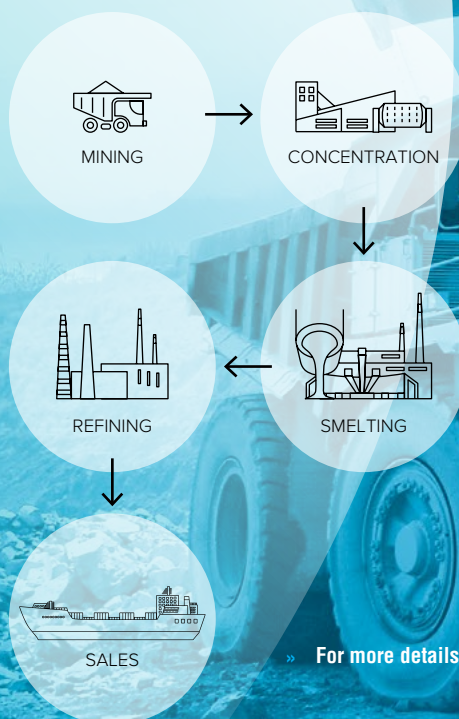 MINING
CONCENTRATION
SMELTING
REFINING
SALES
» For more details